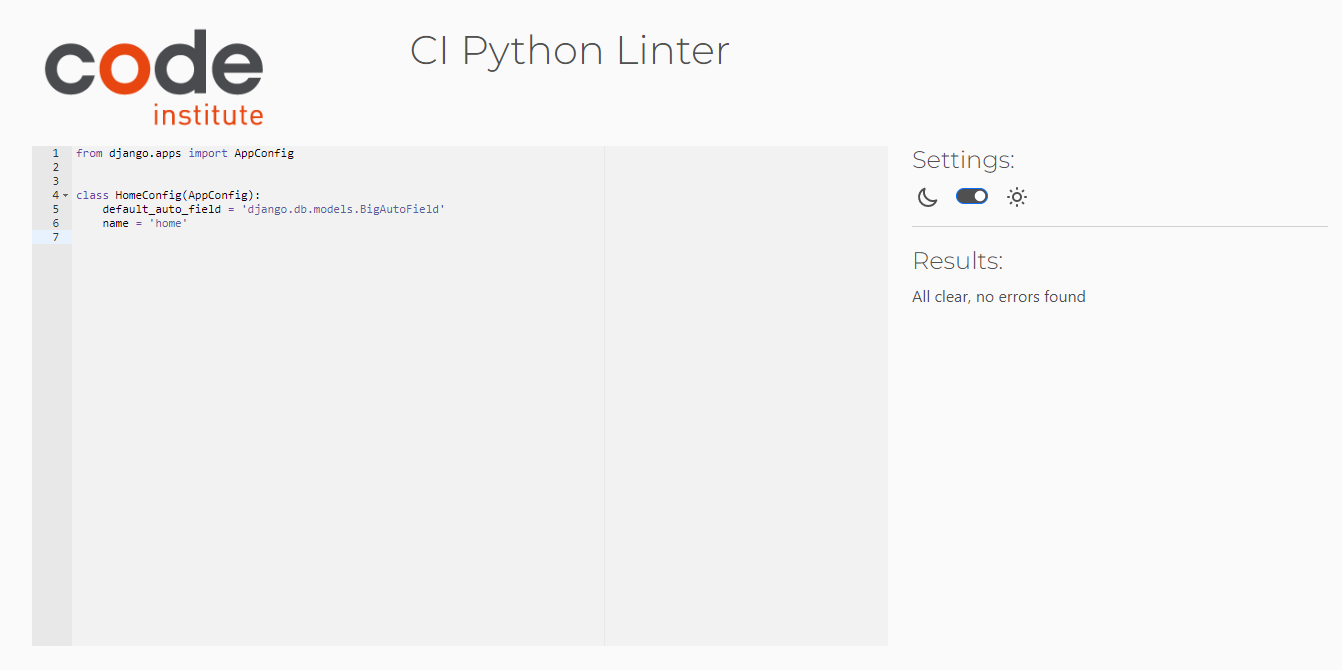 code
institute
CI Python Linter
1 from django.apps import AppConfig
2
3
4 class HomeConfig(AppConfig):
5     default_auto_field = 'django.db.models.BigAutoField'
6     name = 'home'
7
Settings:
Results:
All clear, no errors found